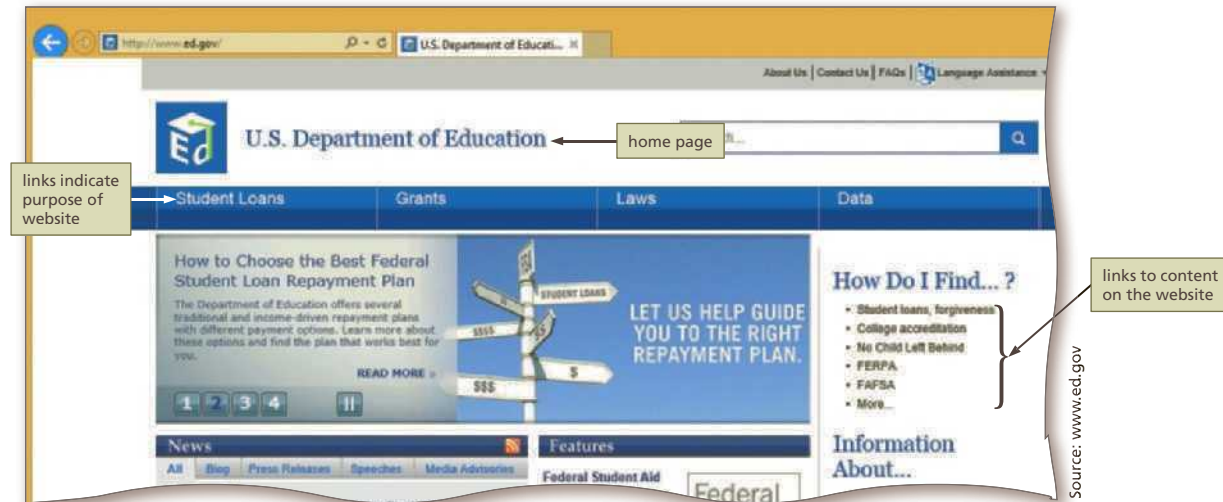 http://www.ed.gov/
U.S. Department of Educati...
About Us | Contact Us | FAQs | Language Assistance
Ed
U.S. Department of Education
home page
links indicate
purpose of
website
Student Loans
Grants
Laws
Data
How to Choose the Best Federal
Student Loan Repayment Plan
The Department of Education offers several
traditional and income-driven repayment plans
with different payment options. Learn more about
these options and find the plan that works best for
you.
READ MORE »
1 2 3 4
STUDENT LOANS
$$$$
$$
$
$$$
LET US HELP GUIDE
YOU TO THE RIGHT
REPAYMENT PLAN.
How Do I Find... ?
• Student loans, forgiveness
• College accreditation
• No Child Left Behind
• FERPA
• FAFSA
• More...
links to content
on the website
Source: www.ed.gov
News
All Blog Press Releases Speeches Media Advisories
Features
Federal Student Aid
Federal
Information
About...